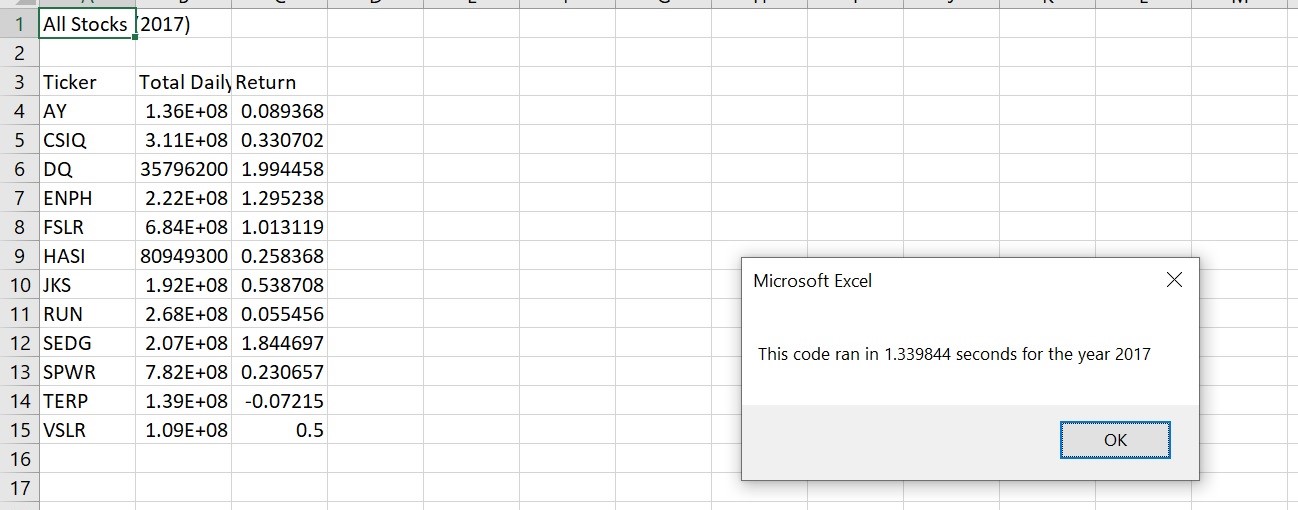 1 All Stocks (2017)
2
3 Ticker Total Daily Return
4 AY 1.36E+08 0.089368
5 CSIQ 3.11E+08 0.330702
6 DQ 35796200 1.994458
7 ENPH 2.22E+08 1.295238
8 FSLR 6.84E+08 1.013119
9 HASI 80949300 0.258368
10 JKS 1.92E+08 0.538708
11 RUN 2.68E+08 0.055456
12 SEDG 2.07E+08 1.844697
13 SPWR 7.82E+08 0.230657
14 TERP 1.39E+08 -0.07215
15 VSLR 1.09E+08 0.5
16
17
Microsoft Excel
This code ran in 1.339844 seconds for the year 2017
OK